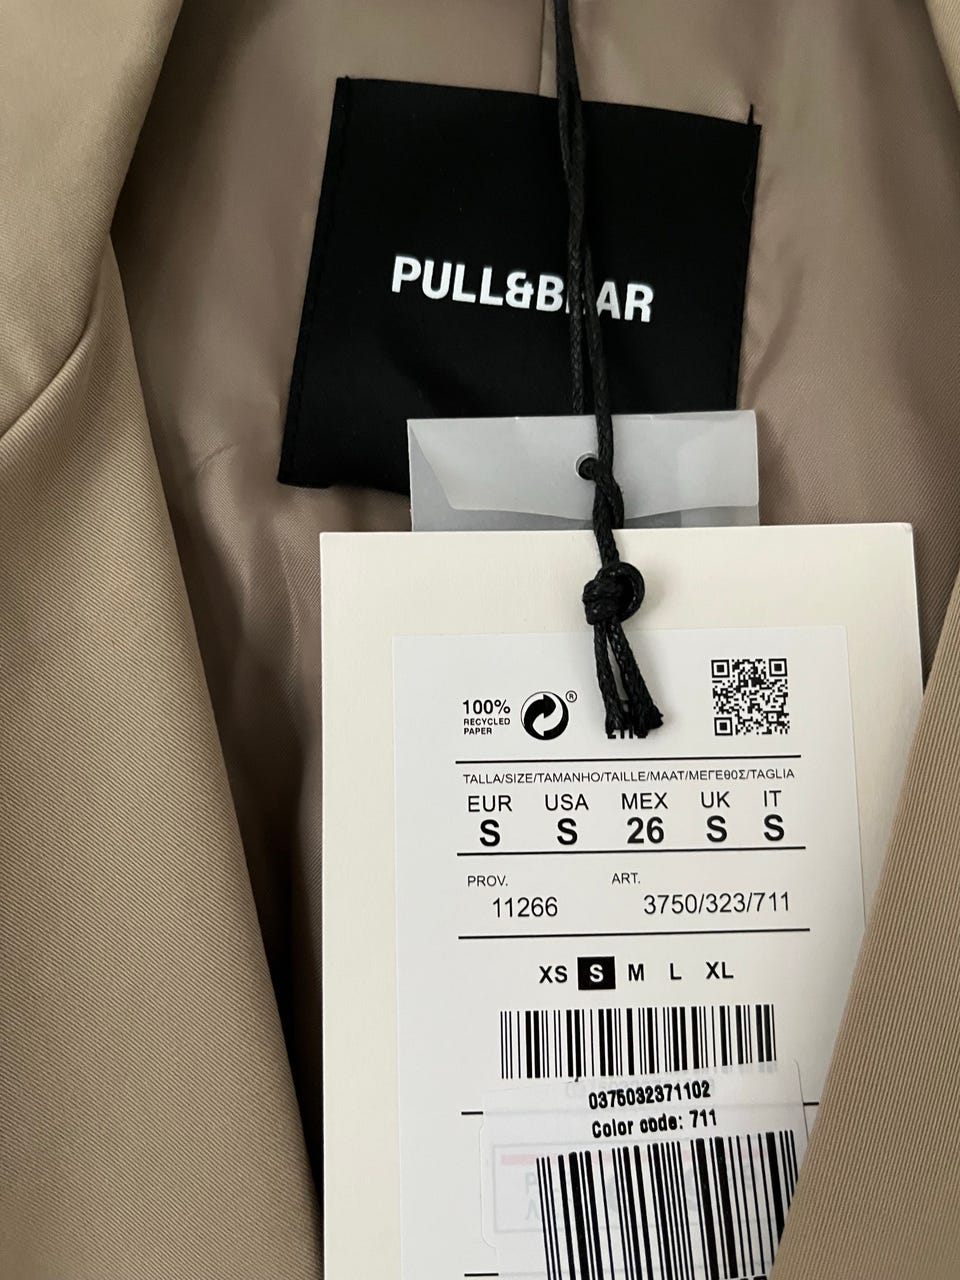 PULL&BEAR
100%
RECYCLED
PAPER
®
TALLA/SIZE/TAMANHO/TAILLE/MAAT/ΜΕΓΕΘΟΣ/TAGLIA
EUR USA MEX UK IT
S S 26 S S
PROV. ART.
11266 3750/323/711
XS S M L XL
0375032371102
Color code: 711